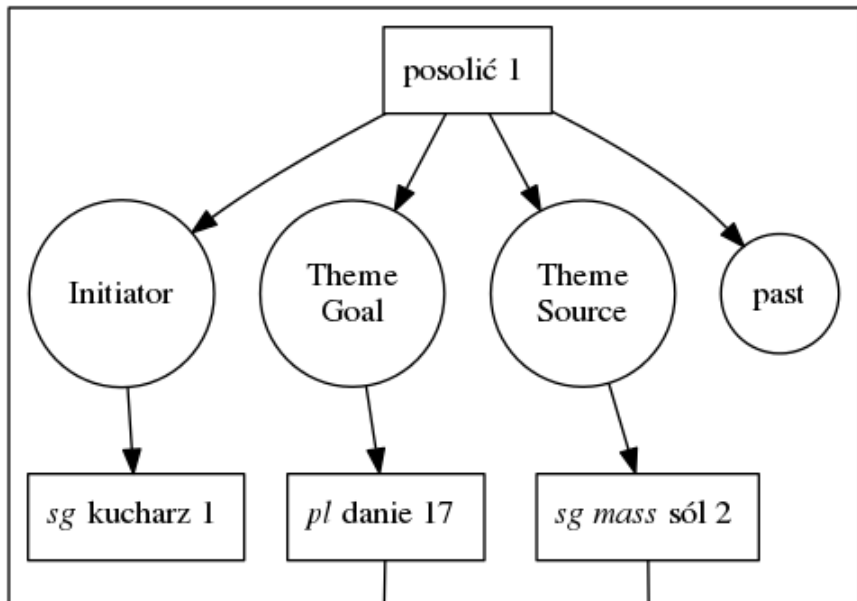 posolić 1
Initiator
Theme
Goal
Theme
Source
past
sg kucharz 1
pl danie 17
sg mass sól 2